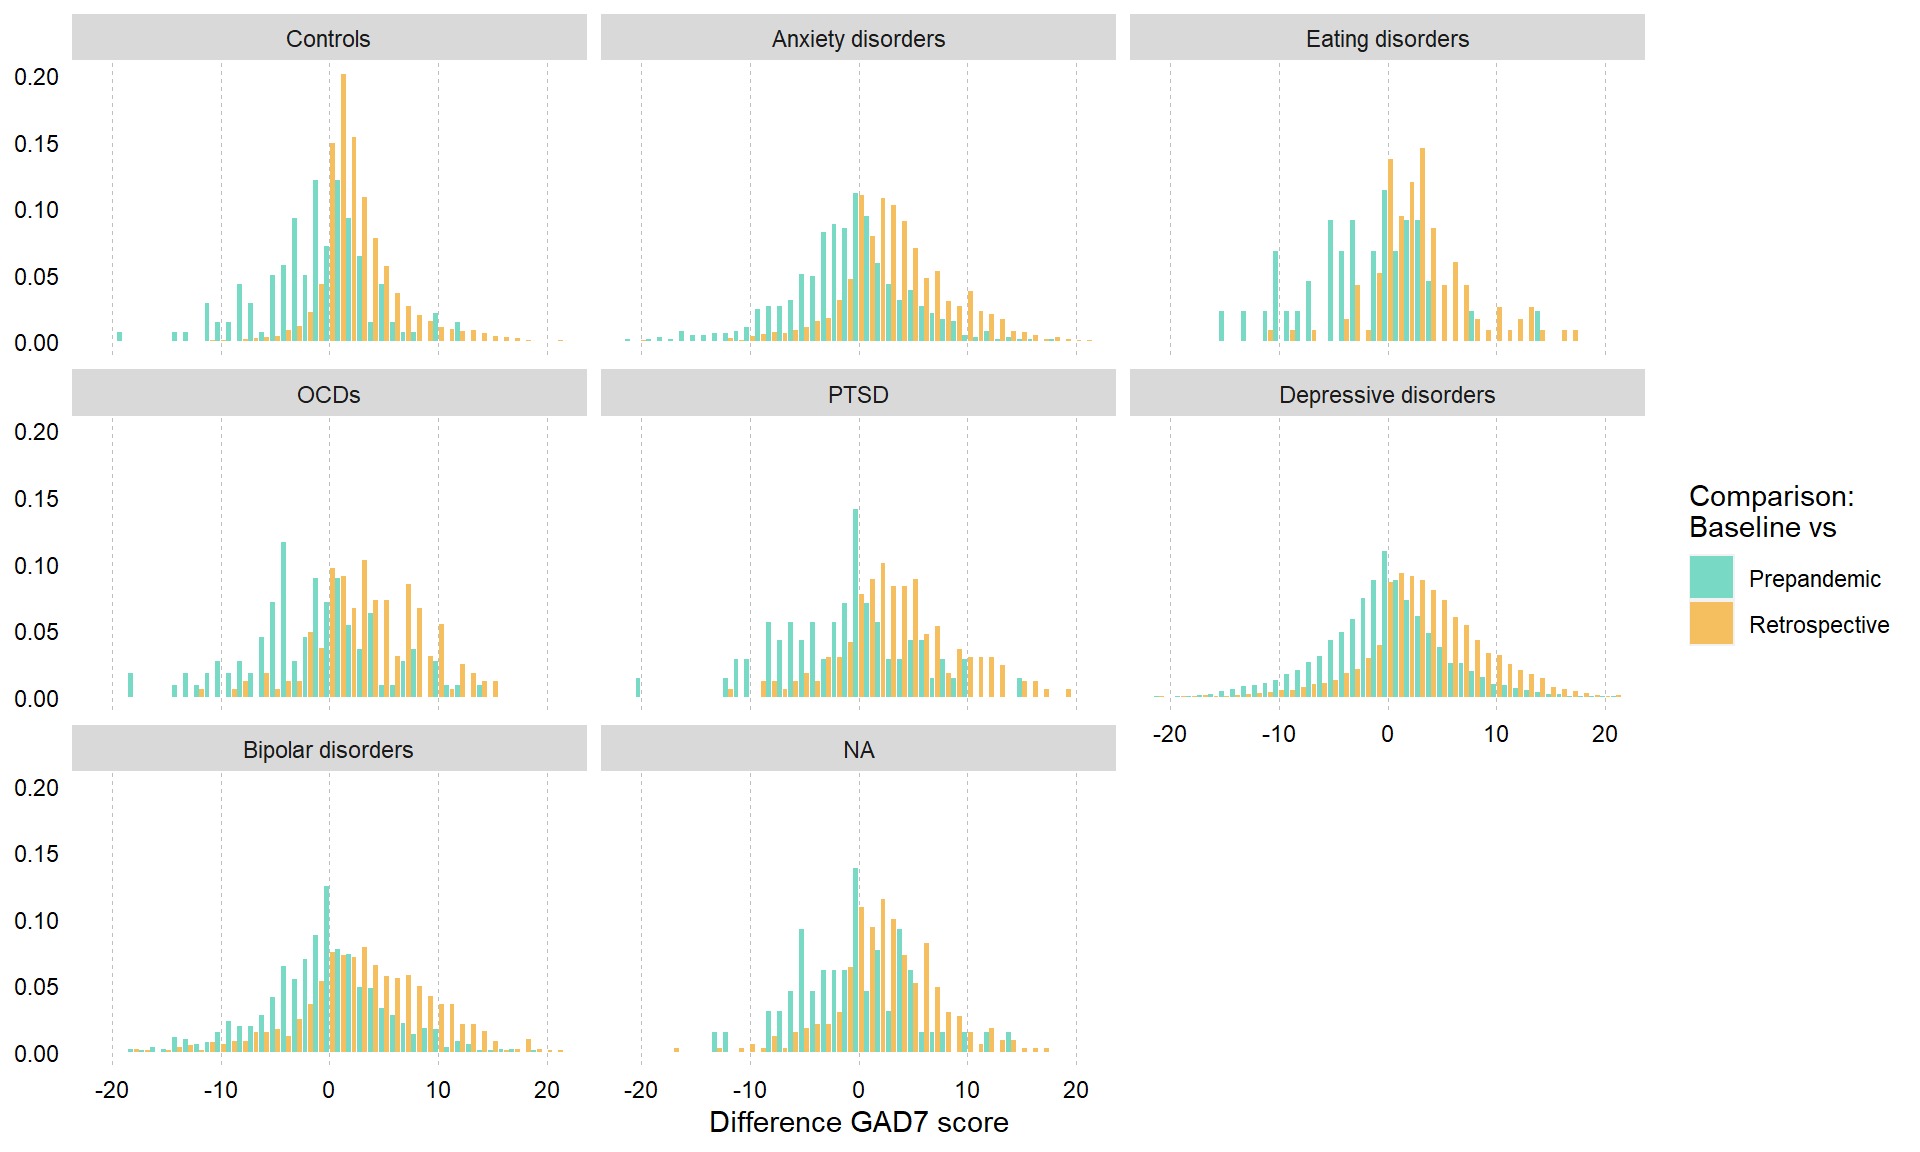 Controls
Anxiety disorders
Eating disorders
0.20
0.15
0.10
0.05
0.00
OCDs
PTSD
Depressive disorders
0.20
0.15
0.10
0.05
0.00
-20 -10 0 10 20
Bipolar disorders
NA
0.20
0.15
0.10
0.05
0.00
-20 -10 0 10 20
-20 -10 0 10 20
Difference GAD7 score
Comparison:
Baseline vs
Prepandemic
Retrospective